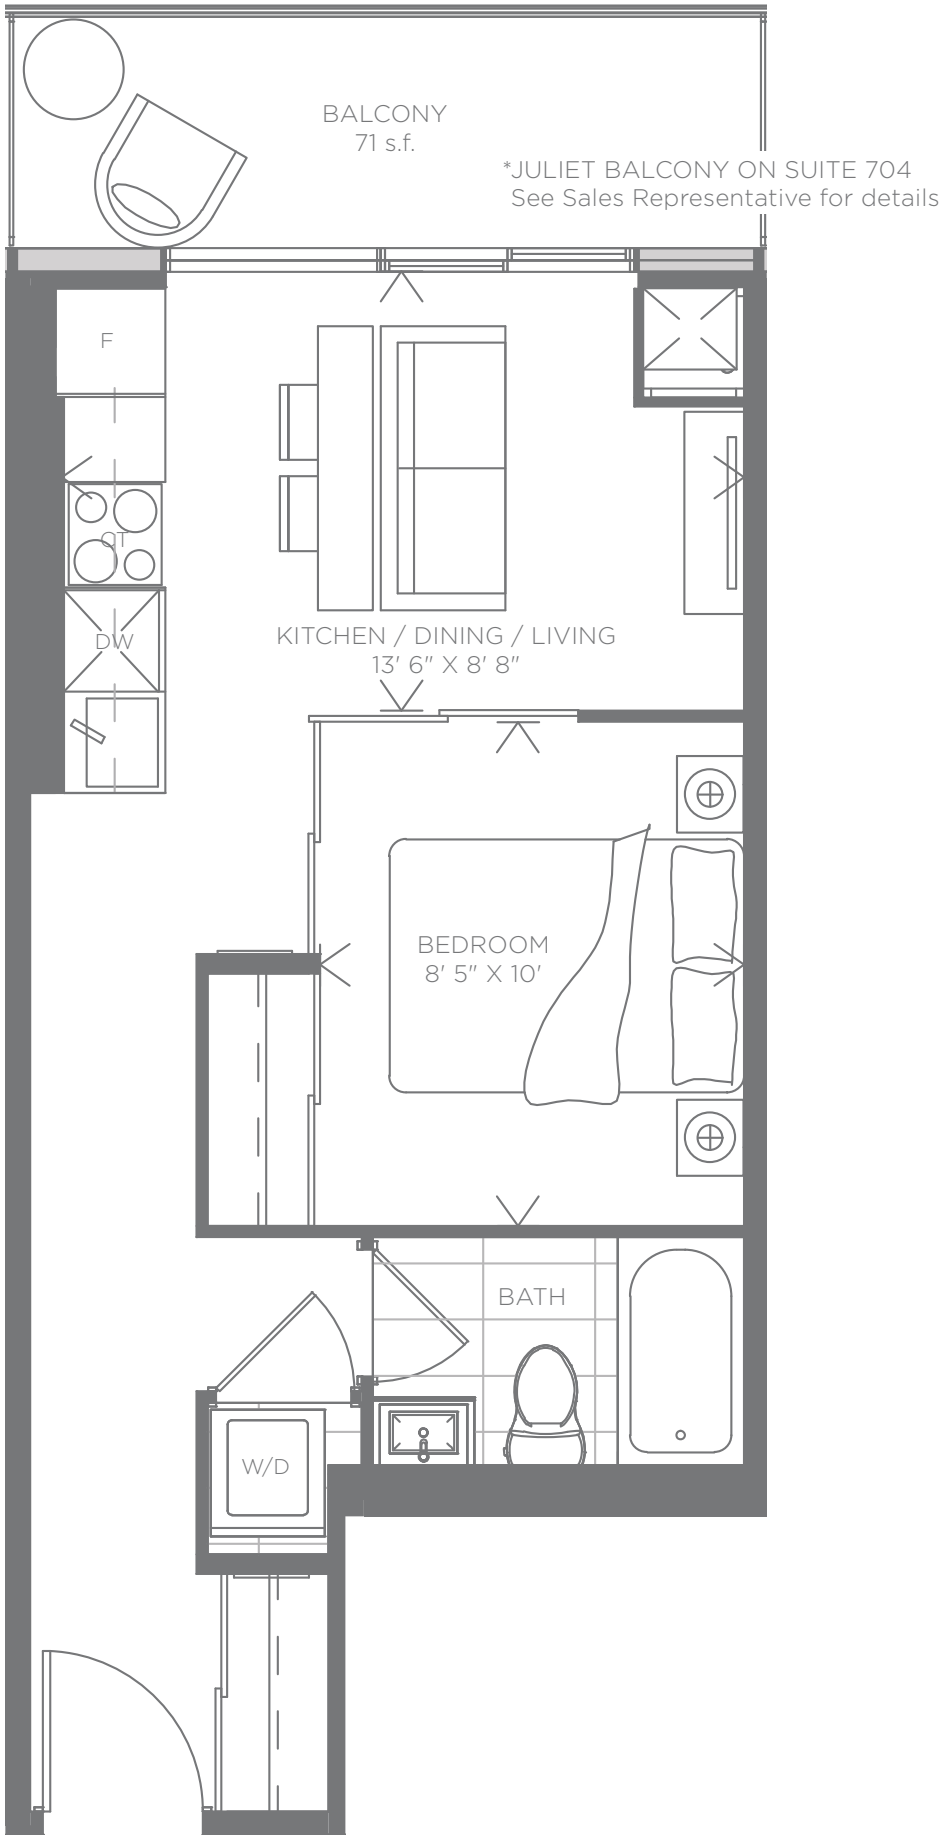 BALCONY
71 s.f.
*JULIET BALCONY ON SUITE 704
See Sales Representative for details
F
CT
DW
KITCHEN / DINING / LIVING
13' 6" X 8' 8"
BEDROOM
8' 5" X 10'
BATH
W/D